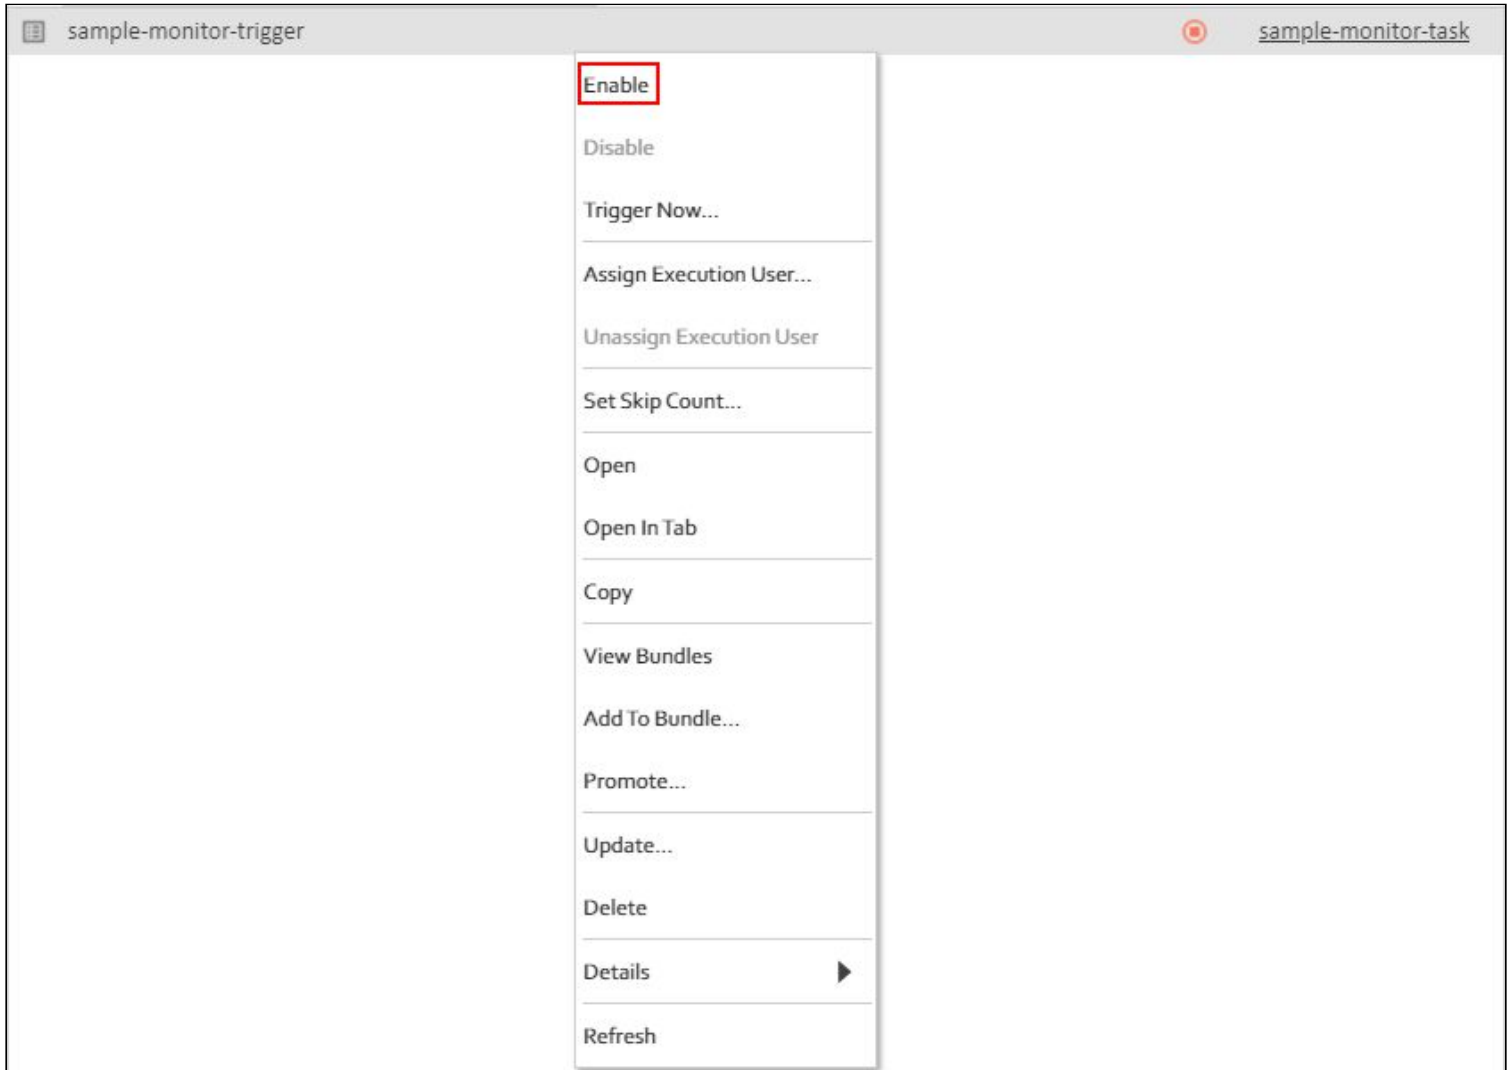 sample-monitor-trigger sample-monitor-task
Enable
Disable
Trigger Now...
Assign Execution User...
Unassign Execution User
Set Skip Count...
Open
Open In Tab
Copy
View Bundles
Add To Bundle...
Promote...
Update...
Delete
Details
Refresh